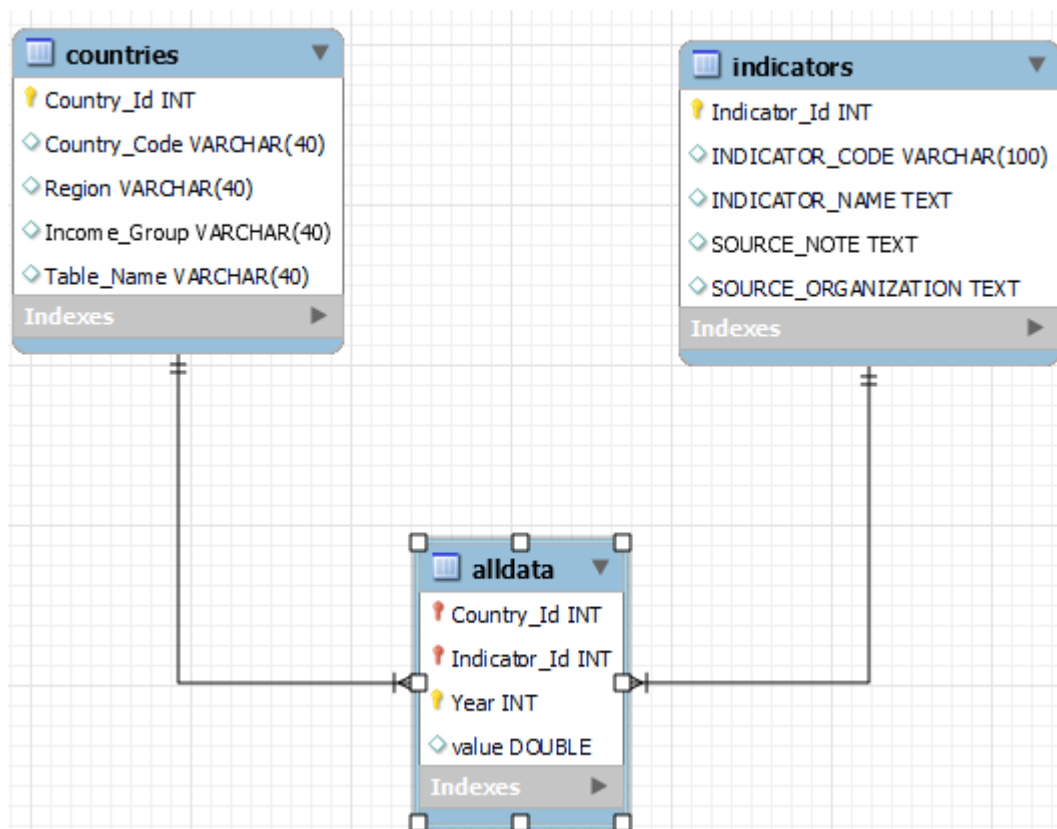 countries
Country_Id INT
Country_Code VARCHAR(40)
Region VARCHAR(40)
Income_Group VARCHAR(40)
Table_Name VARCHAR(40)
Indexes
indicators
Indicator_Id INT
INDICATOR_CODE VARCHAR(100)
INDICATOR_NAME TEXT
SOURCE_NOTE TEXT
SOURCE_ORGANIZATION TEXT
Indexes
alldata
Country_Id INT
Indicator_Id INT
Year INT
value DOUBLE
Indexes